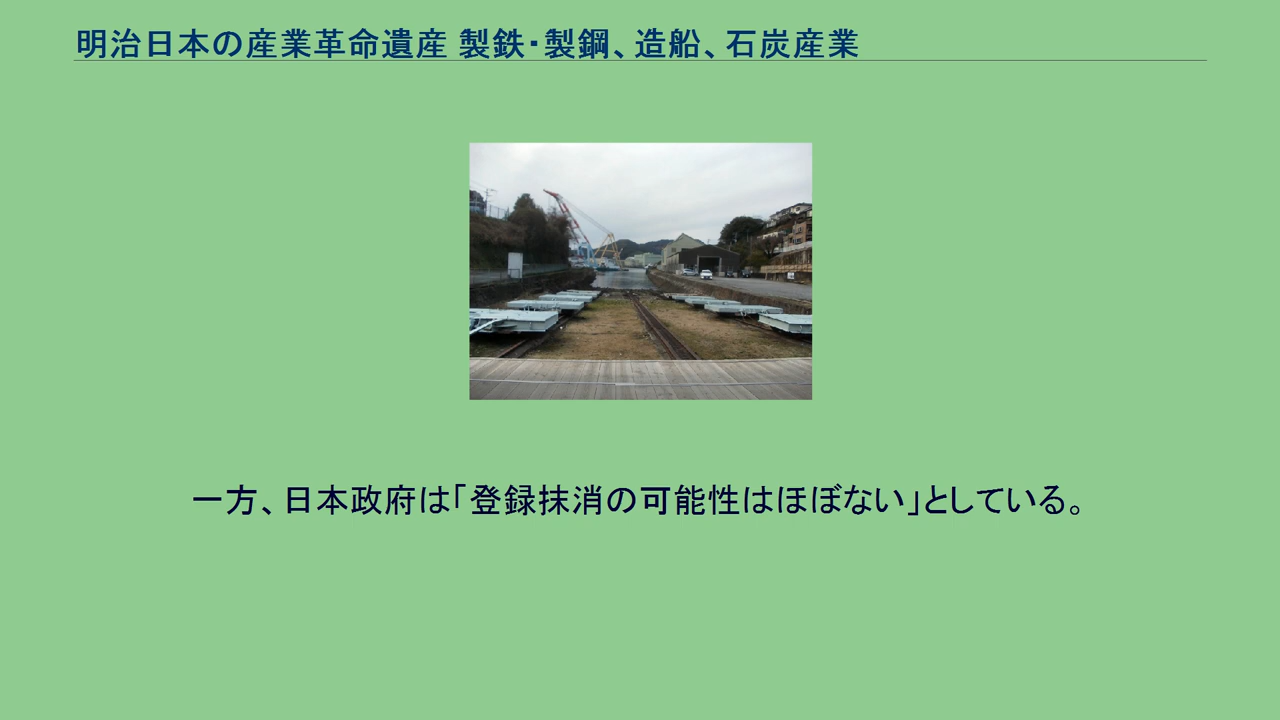 明治日本の産業革命遺産 製鉄・製鋼、造船、石炭産業
一方、日本政府は「登録抹消の可能性はほぼない」としている。